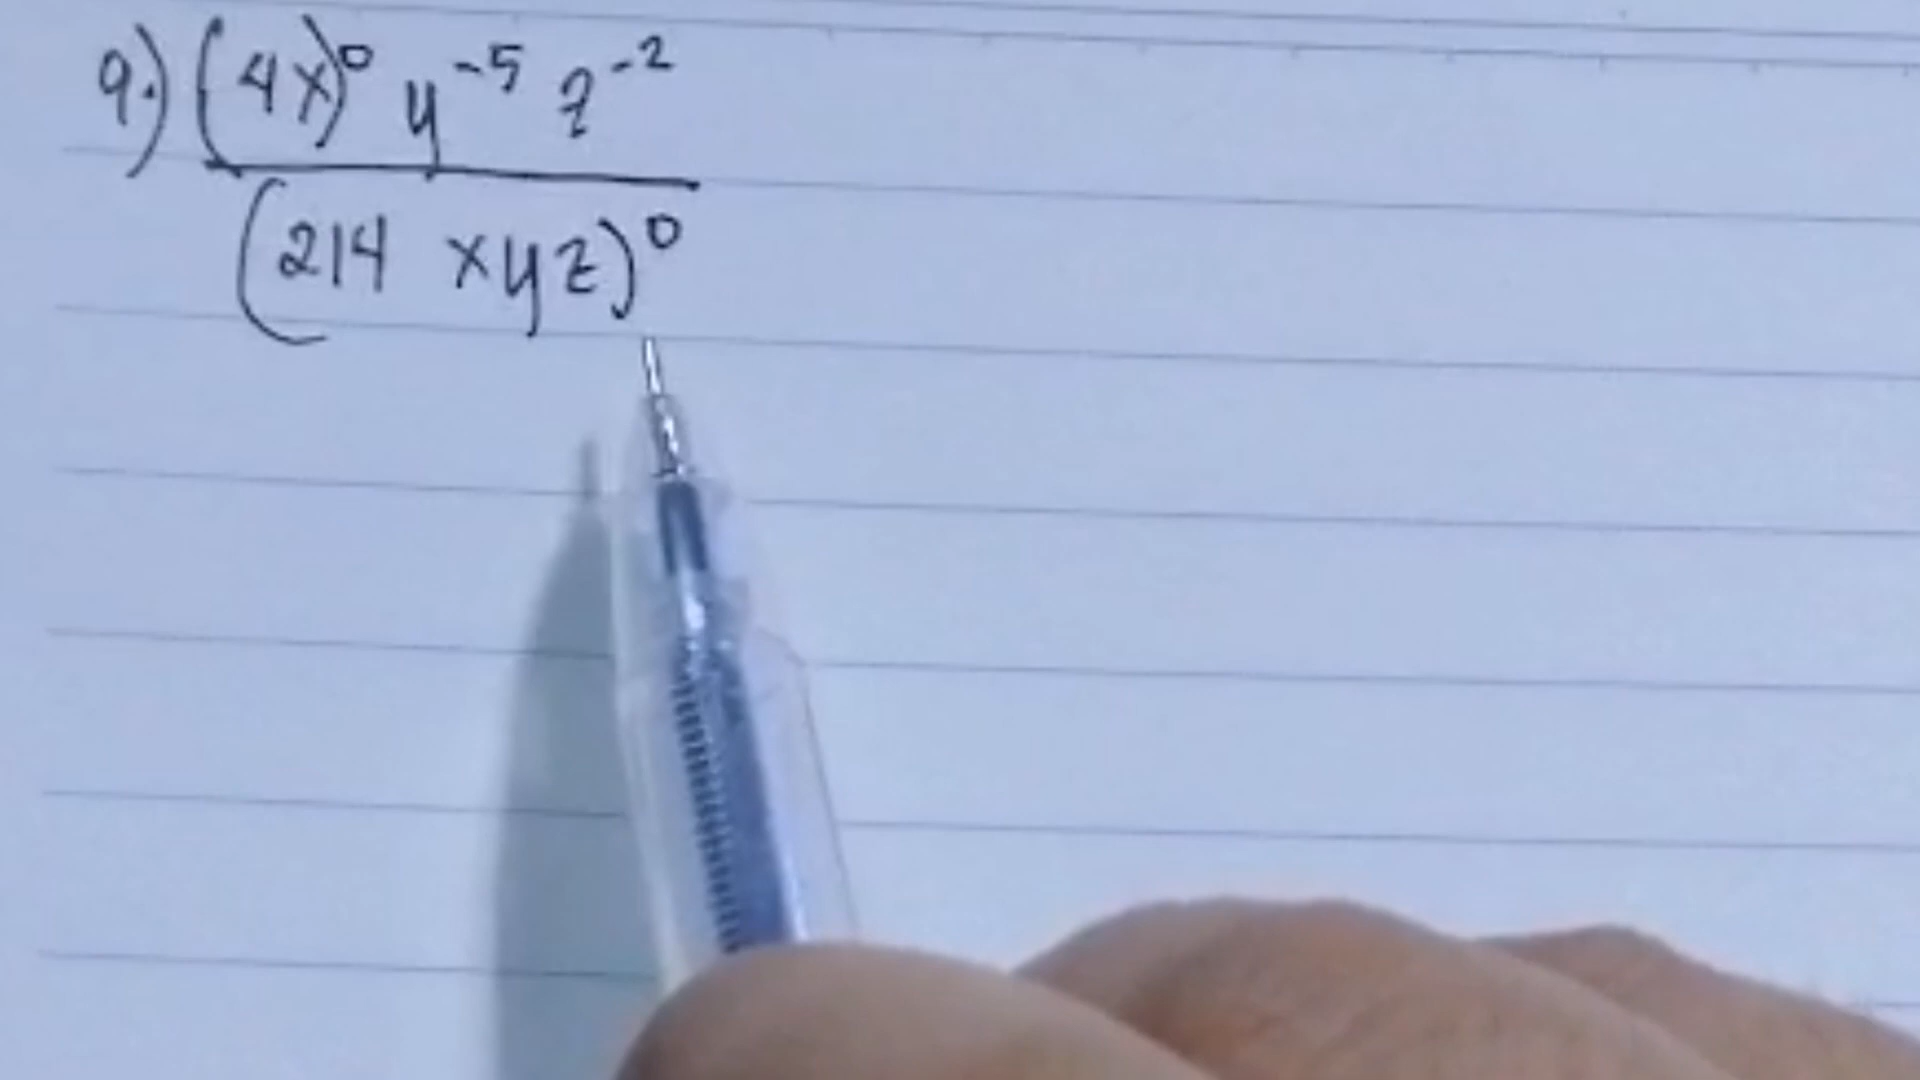 9.) (4x)⁰ y⁻⁵ z⁻²
(214 xyz)⁰